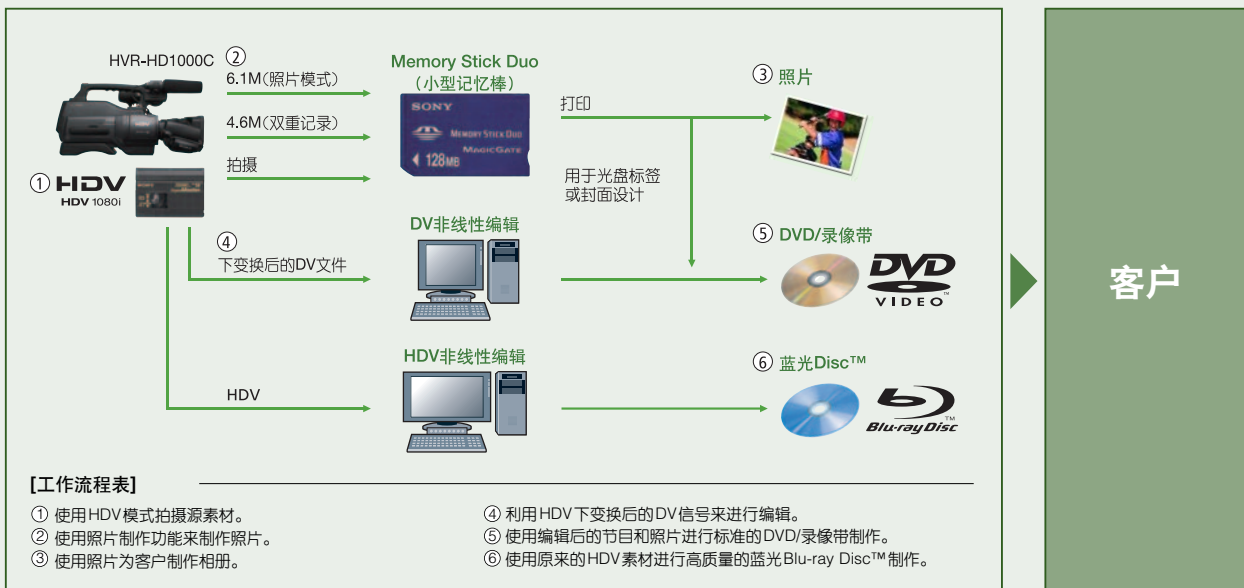 HVR-HD1000C
②
6.1M(照片模式)
4.6M(双重记录)
拍摄
① HDV
HDV 1080i
Memory Stick Duo
(小型记忆棒)
SONY
MEMORY STICK DUO
MAGICGATE
128MB
打印
用于光盘标签
或封面设计
③ 照片
④
下变换后的DV文件
DV非线性编辑
⑤ DVD/录像带
DVD
VIDEO
HDV
HDV非线性编辑
⑥ 蓝光Disc™
Blu-ray Disc™
客户
[工作流程表]
① 使用HDV模式拍摄源素材。
② 使用照片制作功能来制作照片。
③ 使用照片为客户制作相册。
④ 利用HDV下变换后的DV信号来进行编辑。
⑤ 使用编辑后的节目和照片进行标准的DVD/录像带制作。
⑥ 使用原来的HDV素材进行高质量的蓝光Blu-ray Disc™制作。